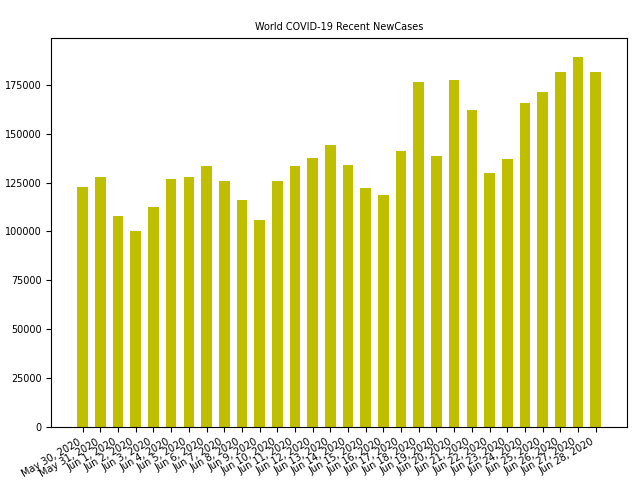 World COVID-19 Recent NewCases
175000
150000
125000
100000
75000
50000
25000
0
May 30, 2020
May 31, 2020
Jun 1, 2020
Jun 2, 2020
Jun 3, 2020
Jun 4, 2020
Jun 5, 2020
Jun 6, 2020
Jun 7, 2020
Jun 8, 2020
Jun 9, 2020
Jun 10, 2020
Jun 11, 2020
Jun 12, 2020
Jun 13, 2020
Jun 14, 2020
Jun 15, 2020
Jun 16, 2020
Jun 17, 2020
Jun 18, 2020
Jun 19, 2020
Jun 20, 2020
Jun 21, 2020
Jun 22, 2020
Jun 23, 2020
Jun 24, 2020
Jun 25, 2020
Jun 26, 2020
Jun 27, 2020
Jun 28, 2020